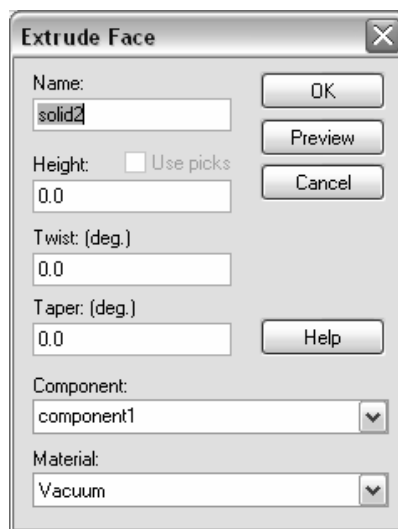 Extrude Face
Name:
solid2
OK
Preview
Height:
Use picks
Cancel
0.0
Twist: (deg.)
0.0
Taper: (deg.)
0.0
Help
Component:
component1
Material:
Vacuum